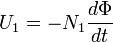 U_1 = -N_1 \frac{d\Phi}{dt}